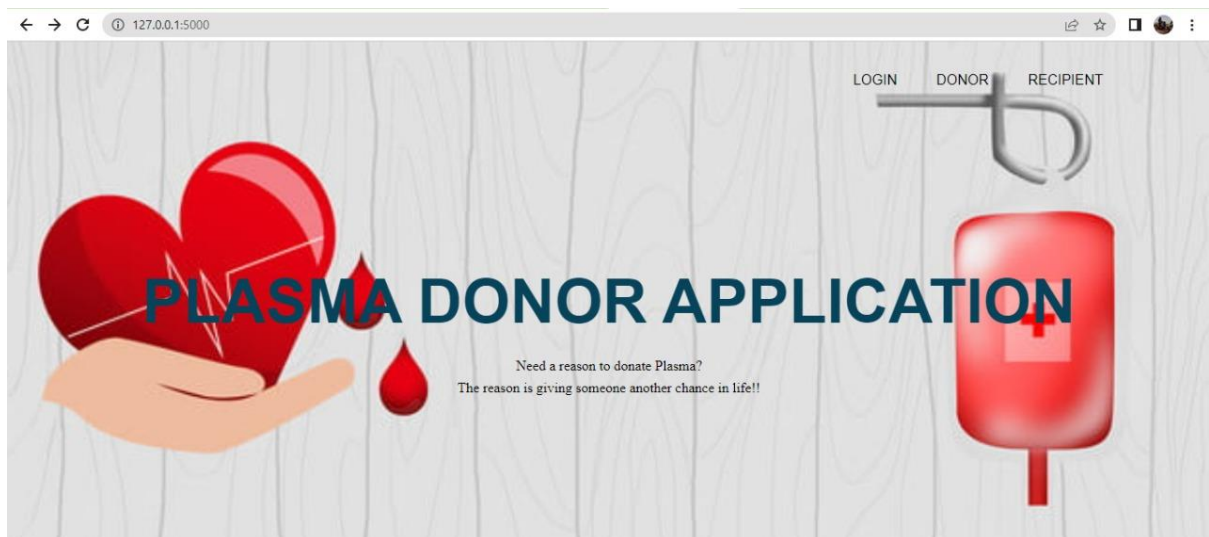 127.0.0.1:5000
LOGIN DONOR RECIPIENT
PLASMA DONOR APPLICATION
Need a reason to donate Plasma?
The reason is giving someone another chance in life!!